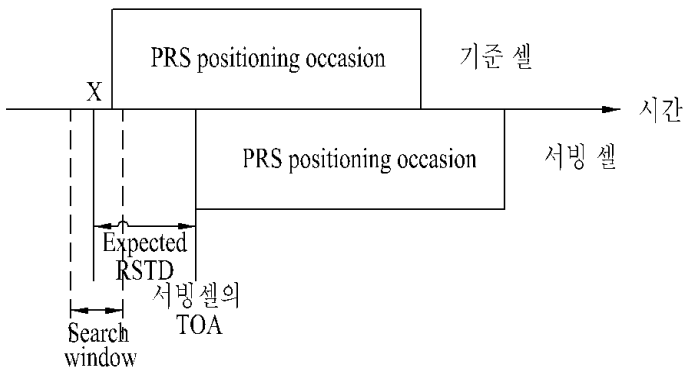 PRS positioning occasion
기준 셀
X
시간
PRS positioning occasion
서빙 셀
Expected
RSTD
서빙셀의
TOA
Search
window